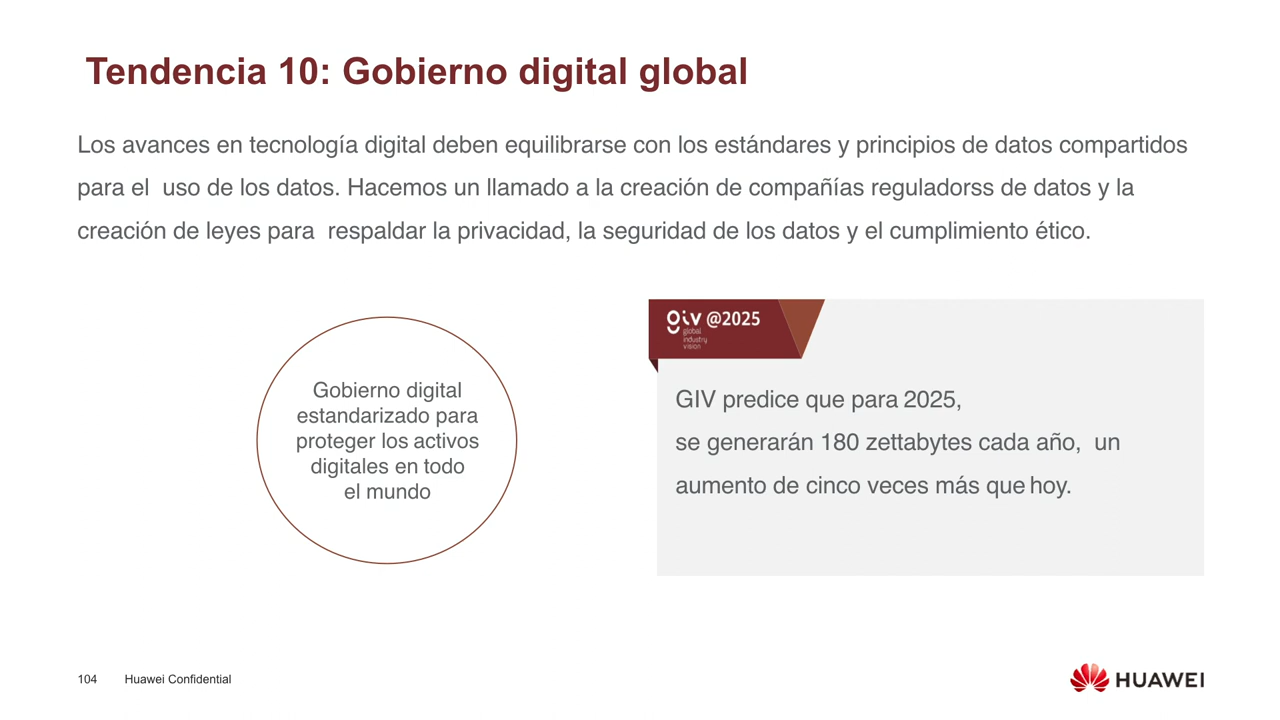 Tendencia 10: Gobierno digital global
Los avances en tecnología digital deben equilibrarse con los estándares y principios de datos compartidos
para el uso de los datos. Hacemos un llamado a la creación de compañías reguladorss de datos y la
creación de leyes para respaldar la privacidad, la seguridad de los datos y el cumplimiento ético.
Gobierno digital
estandarizado para
proteger los activos
digitales en todo
el mundo
giv @2025
global
industry
vision
GIV predice que para 2025,
se generarán 180 zettabytes cada año, un
aumento de cinco veces más que hoy.
104 Huawei Confidential
HUAWEI